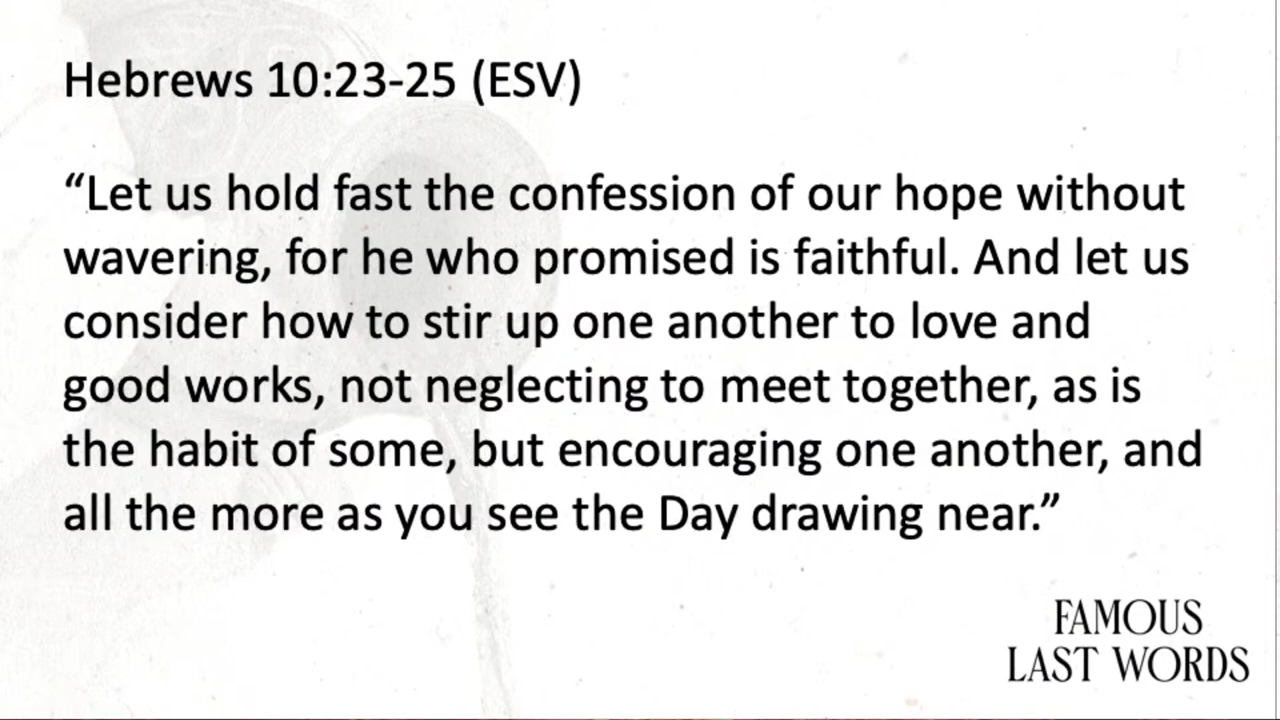 Hebrews 10:23-25 (ESV)
“Let us hold fast the confession of our hope without
wavering, for he who promised is faithful. And let us
consider how to stir up one another to love and
good works, not neglecting to meet together, as is
the habit of some, but encouraging one another, and
all the more as you see the Day drawing near.”
FAMOUS
LAST WORDS